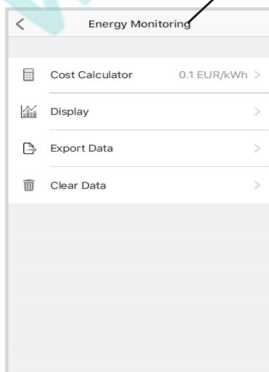 Energy Monitoring
Cost Calculator 0.1 EUR/kWh
Display
Export Data
Clear Data